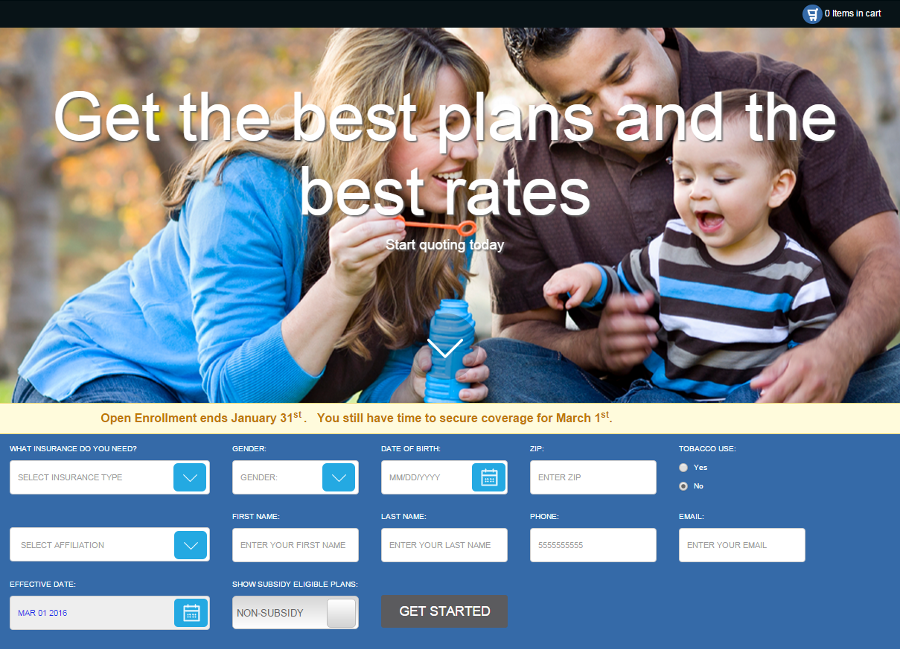 0 Items in cart
Get the best plans and the
best rates
Start quoting today
Open Enrollment ends January 31st. You still have time to secure coverage for March 1st.
WHAT INSURANCE DO YOU NEED? GENDER: DATE OF BIRTH: ZIP: TOBACCO USE:
SELECT INSURANCE TYPE GENDER: MM/DD/YYYY ENTER ZIP Yes
No
FIRST NAME: LAST NAME: PHONE: EMAIL:
SELECT AFFILIATION ENTER YOUR FIRST NAME ENTER YOUR LAST NAME 5555555555 ENTER YOUR EMAIL
EFFECTIVE DATE: SHOW SUBSIDY ELIGIBLE PLANS:
MAR 01 2016 NON-SUBSIDY GET STARTED